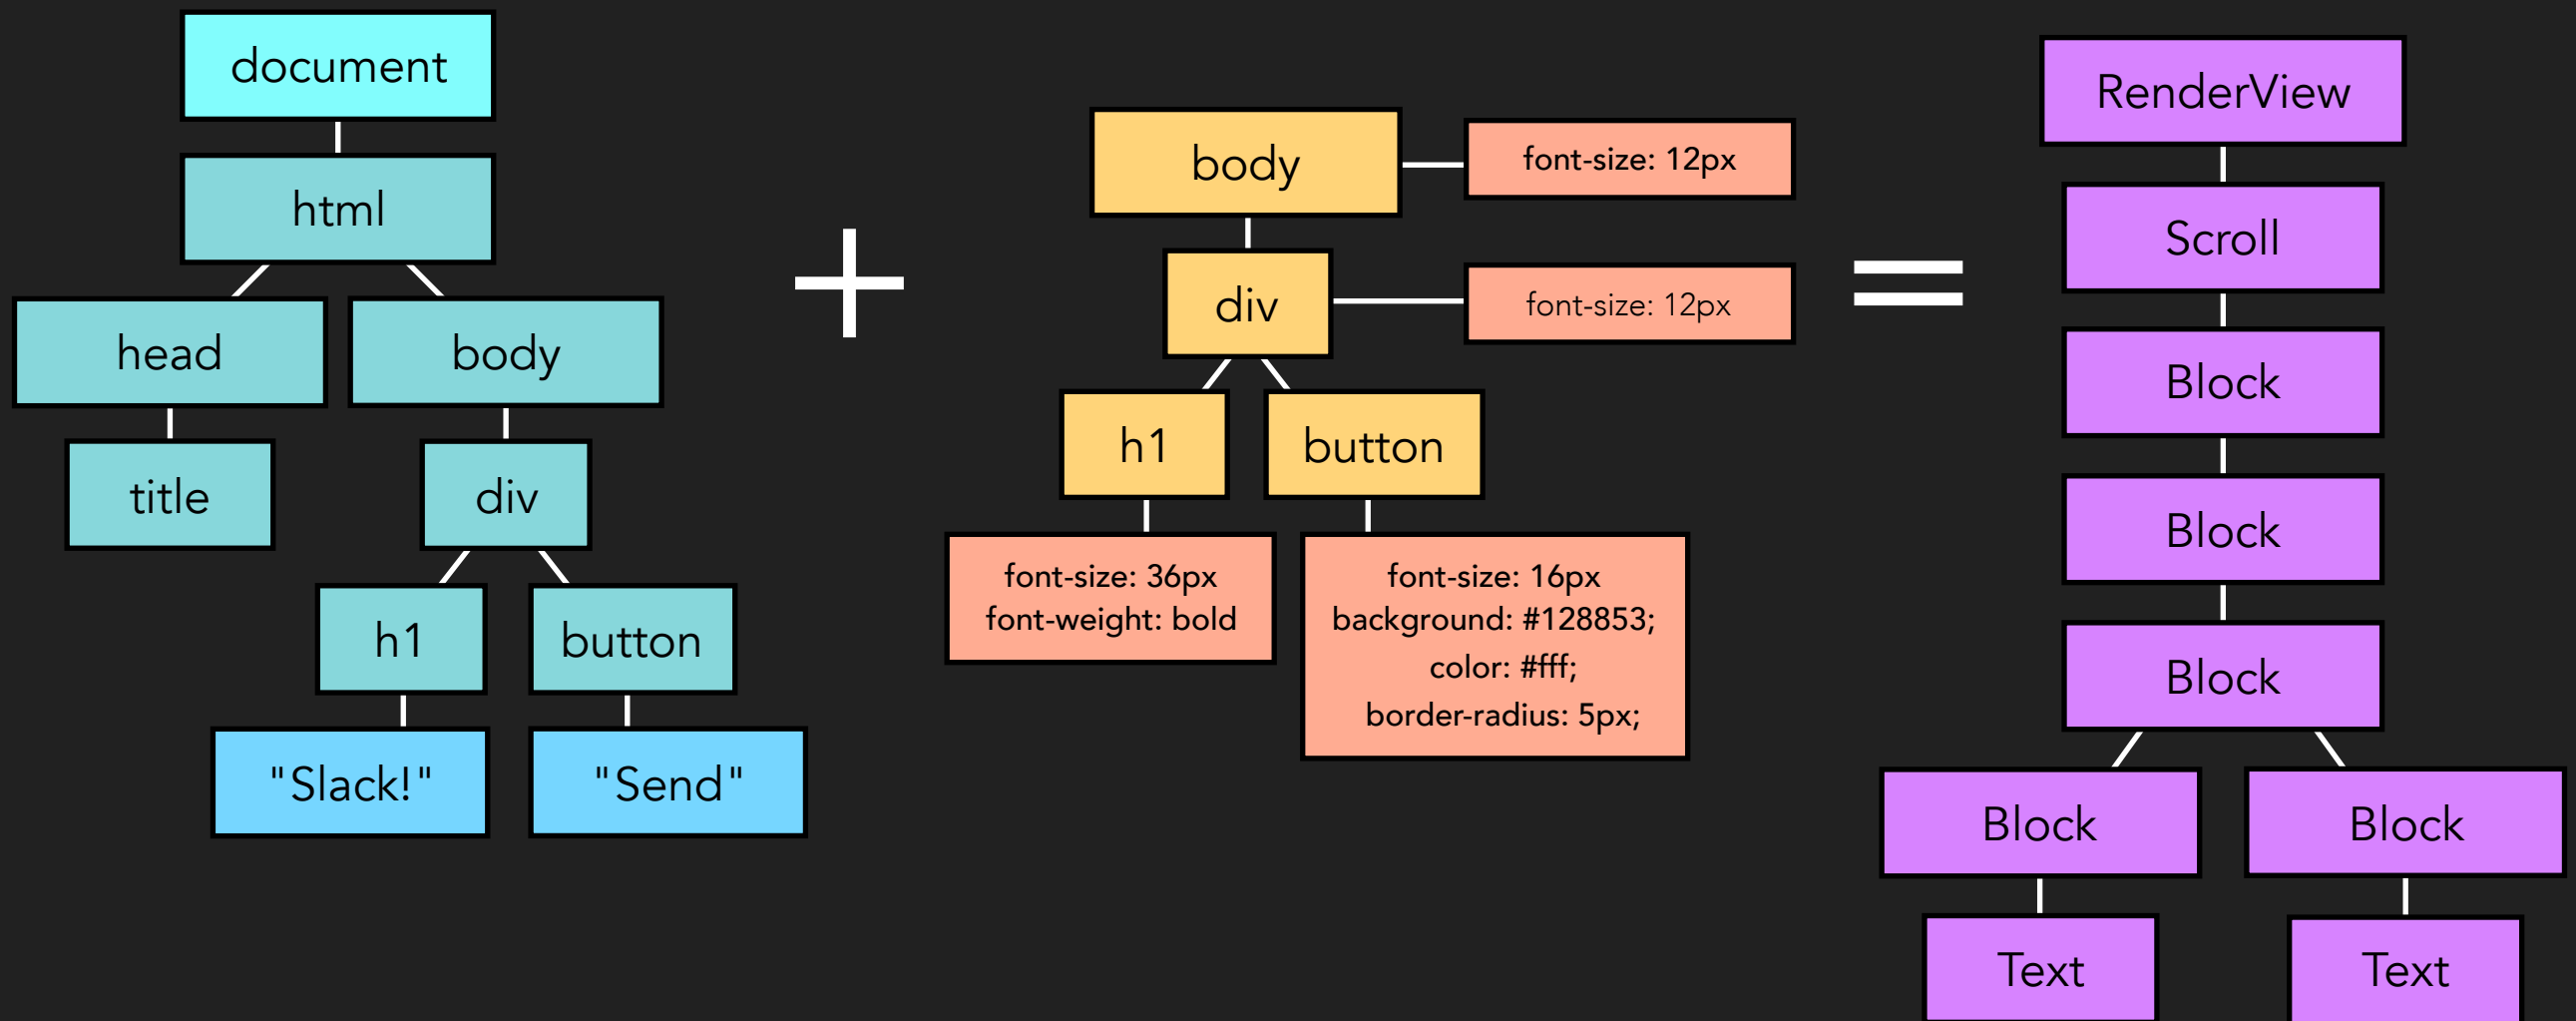 document
html
head
body
title
div
h1
button
"Slack!"
"Send"
+
body
font-size: 12px
div
font-size: 12px
h1
button
font-size: 36px
font-weight: bold
font-size: 16px
background: #128853;
color: #fff;
border-radius: 5px;
=
RenderView
Scroll
Block
Block
Block
Block
Block
Text
Text